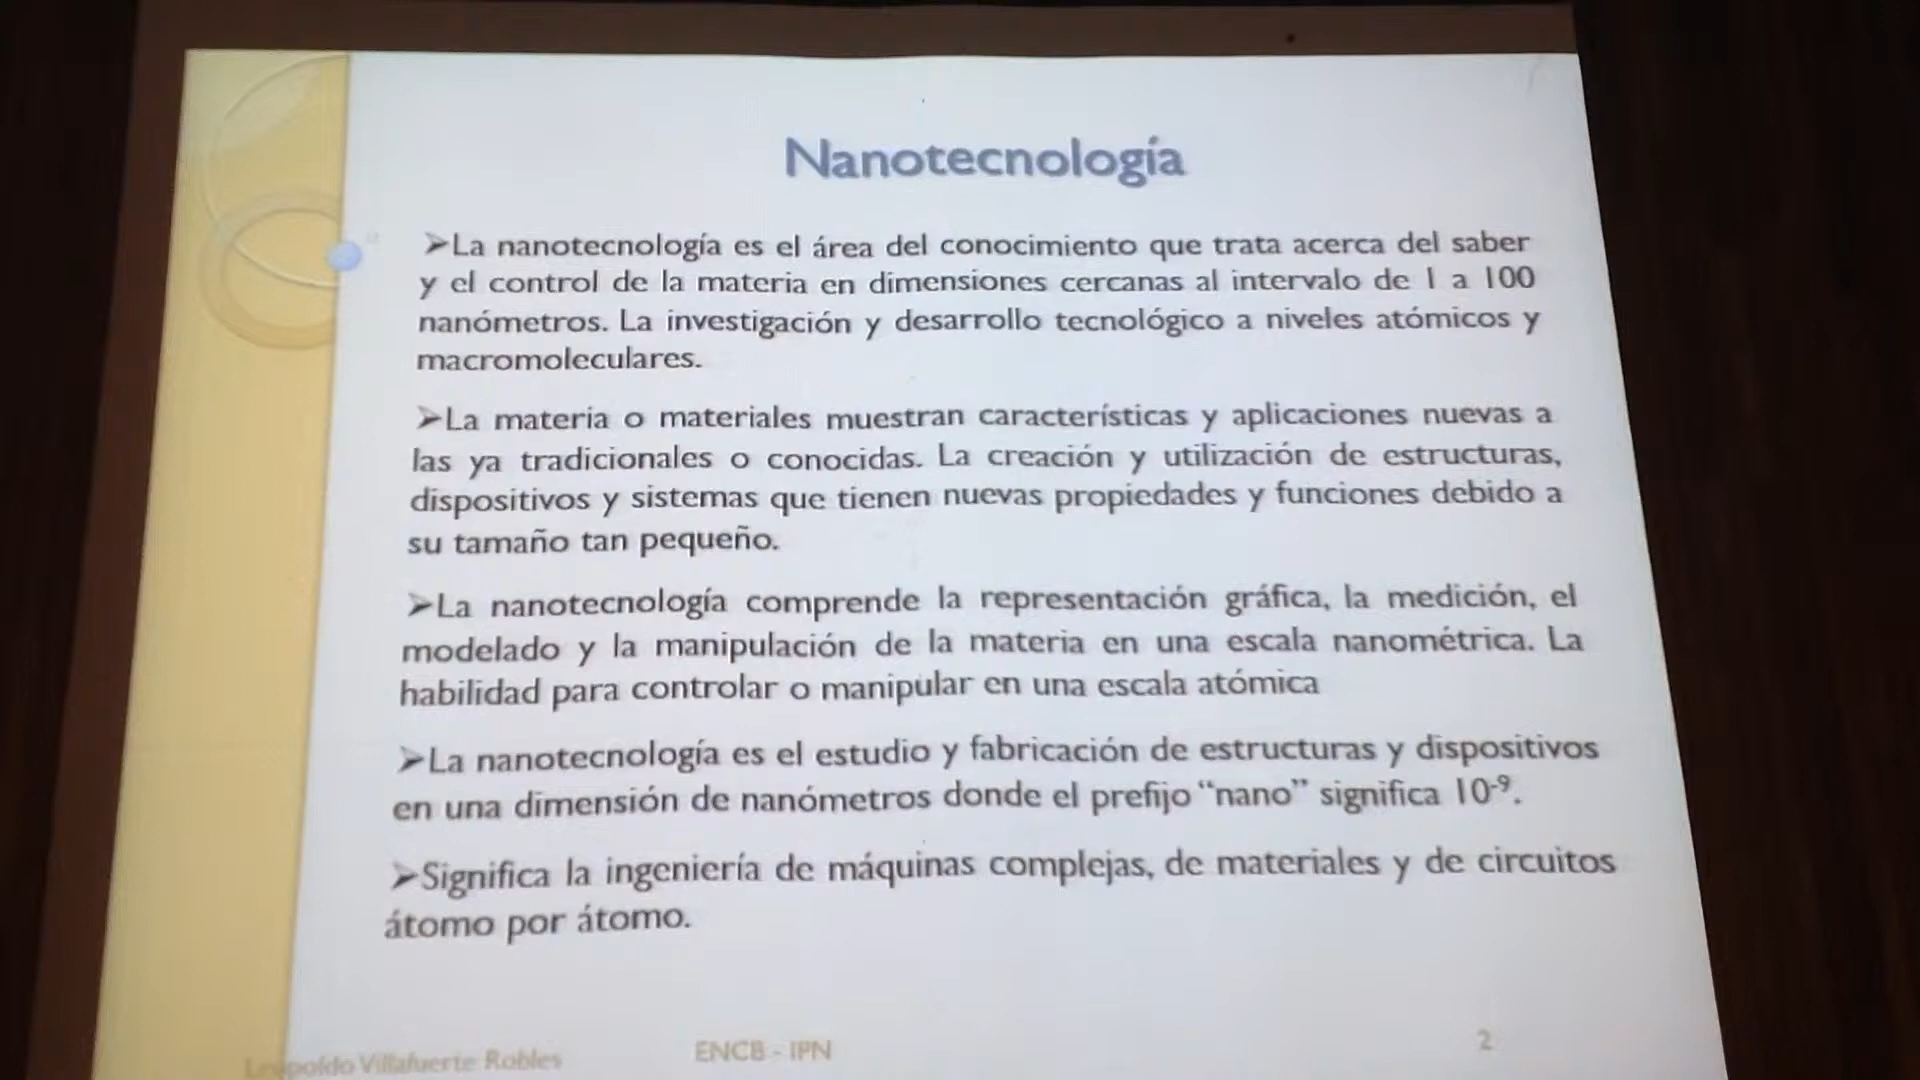 Nanotecnología
➢La nanotecnología es el área del conocimiento que trata acerca del saber
y el control de la materia en dimensiones cercanas al intervalo de 1 a 100
nanómetros. La investigación y desarrollo tecnológico a niveles atómicos y
macromoleculares.
➢La materia o materiales muestran características y aplicaciones nuevas a
las ya tradicionales o conocidas. La creación y utilización de estructuras,
dispositivos y sistemas que tienen nuevas propiedades y funciones debido a
su tamaño tan pequeño.
➢La nanotecnología comprende la representación gráfica, la medición, el
modelado y la manipulación de la materia en una escala nanométrica. La
habilidad para controlar o manipular en una escala atómica
➢La nanotecnología es el estudio y fabricación de estructuras y dispositivos
en una dimensión de nanómetros donde el prefijo “nano” significa 10⁻⁹.
➢Significa la ingeniería de máquinas complejas, de materiales y de circuitos
átomo por átomo.
Leopoldo Villafuerte Robles ENCB - IPN 2